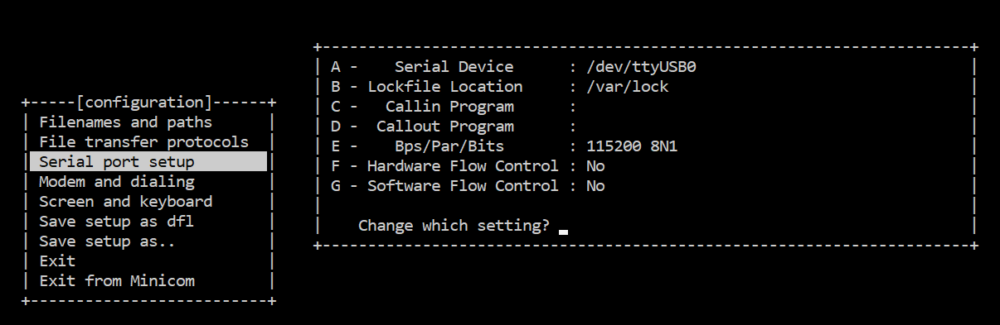 +-----[configuration]------+
| Filenames and paths |
| File transfer protocols |
| Serial port setup |
| Modem and dialing |
| Screen and keyboard |
| Save setup as dfl |
| Save setup as.. |
| Exit |
| Exit from Minicom |
+--------------------------+
+-----------------------------------------------------------------------+
| A - Serial Device : /dev/ttyUSB0 |
| B - Lockfile Location : /var/lock |
| C - Callin Program : |
| D - Callout Program : |
| E - Bps/Par/Bits : 115200 8N1 |
| F - Hardware Flow Control : No |
| G - Software Flow Control : No |
| |
| Change which setting? |
+-----------------------------------------------------------------------+